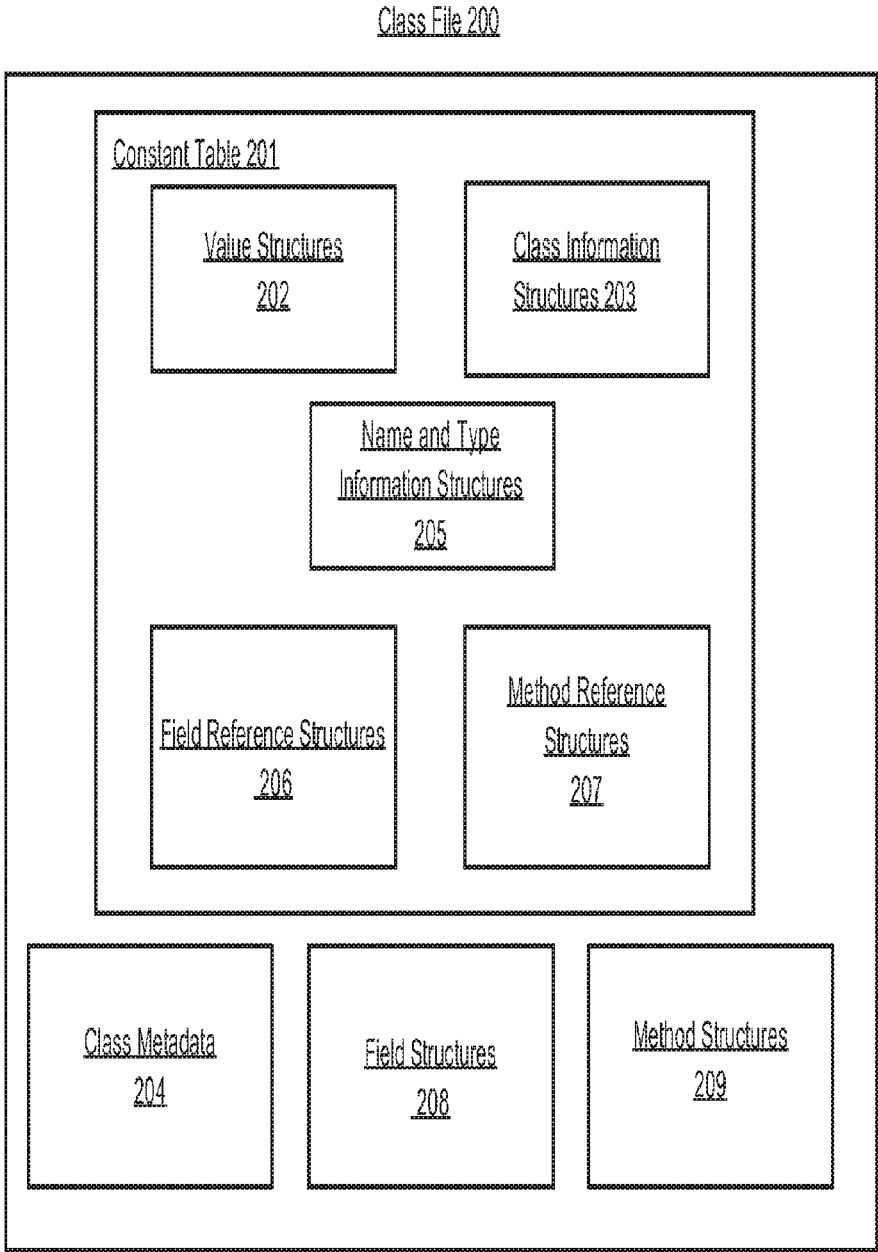 Class File 200
Constant Table 201
Value Structures
202
Class Information
Structures 203
Name and Type
Information Structures
205
Field Reference Structures
206
Method Reference
Structures
207
Class Metadata
204
Field Structures
208
Method Structures
209